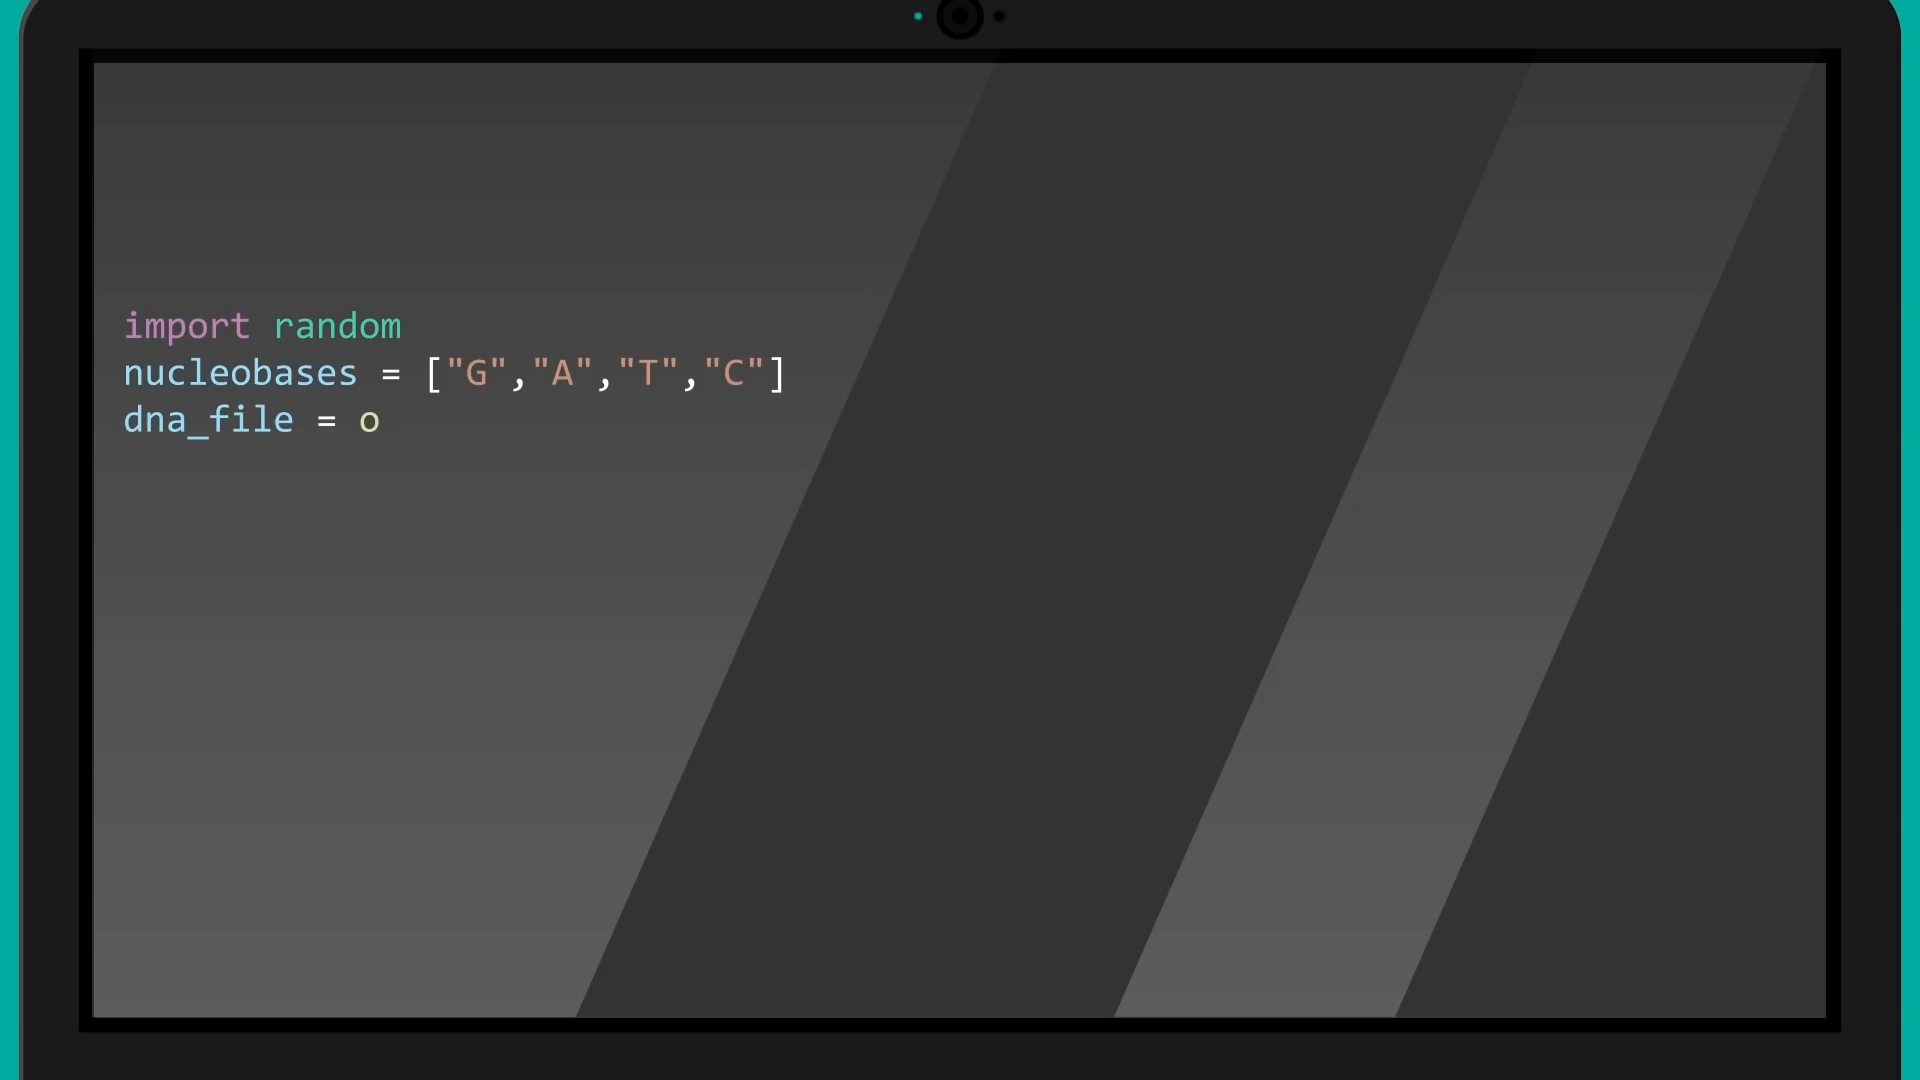 import random
nucleobases = ["G","A","T","C"]
dna_file = o